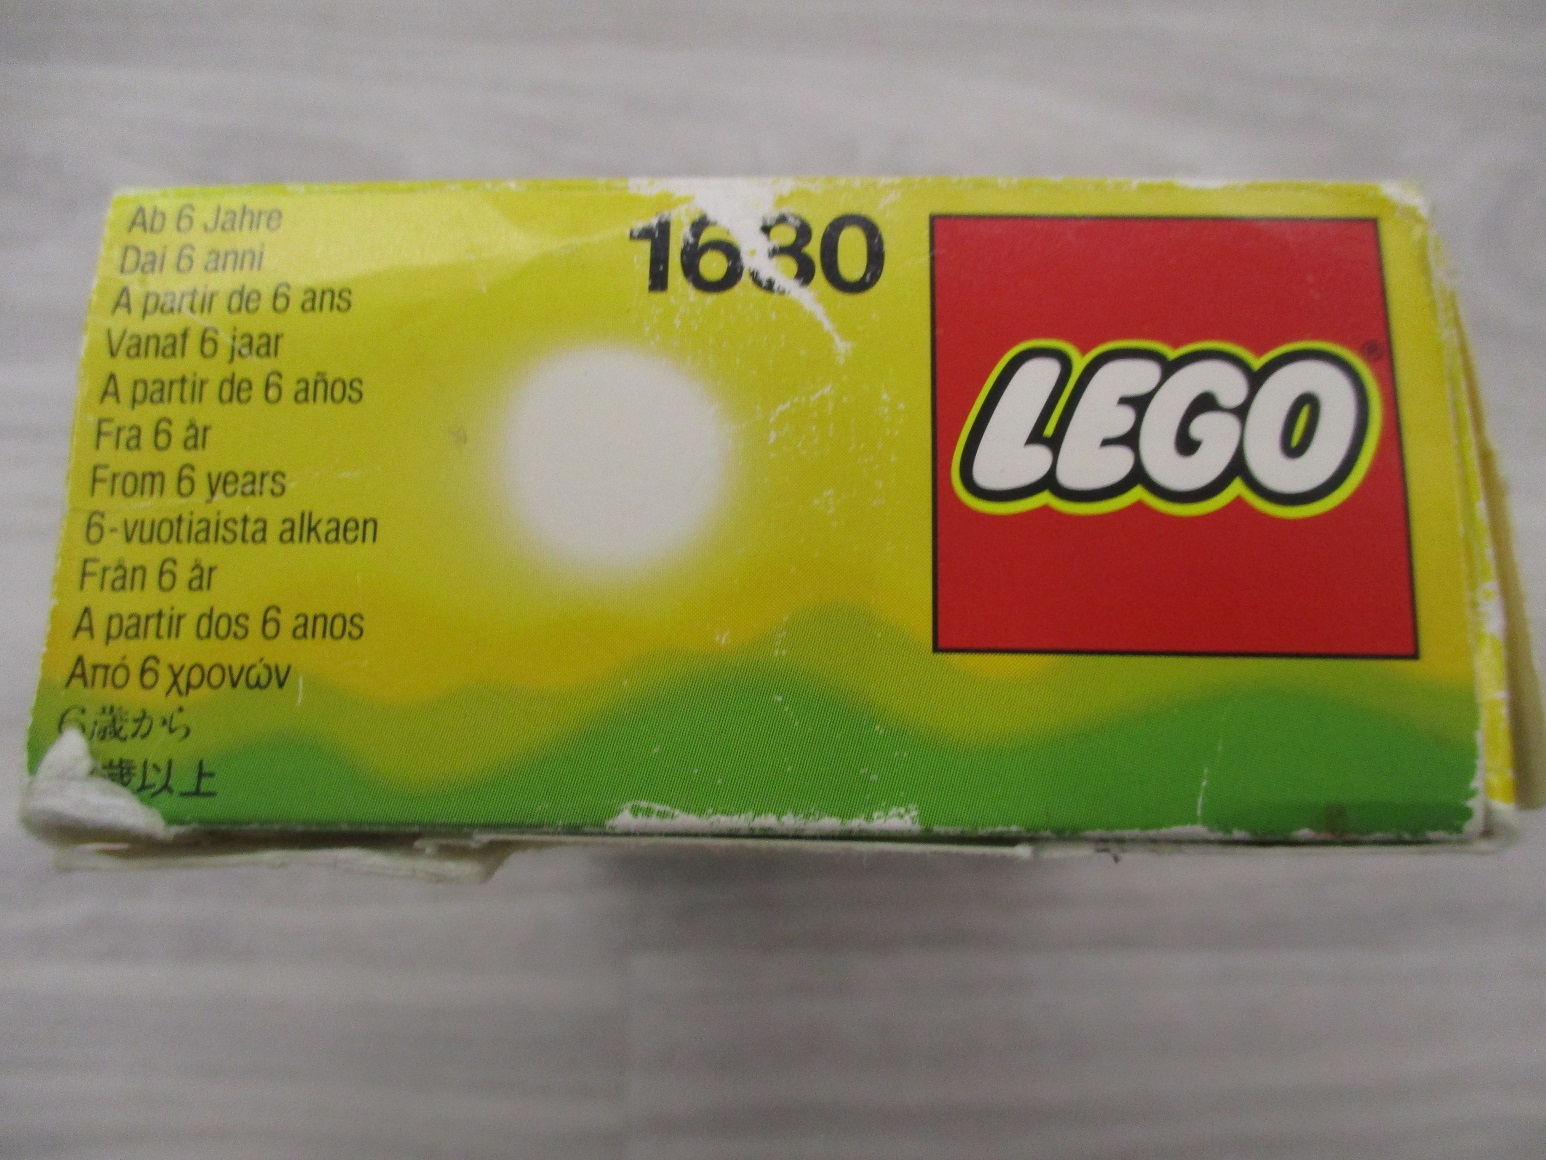 Ab 6 Jahre
Dai 6 anni
A partir de 6 ans
Vanaf 6 jaar
A partir de 6 años
Fra 6 år
From 6 years
6-vuotiaista alkaen
Från 6 år
A partir dos 6 anos
Από 6 χρονών
6歳から
歲以上
LEGO®